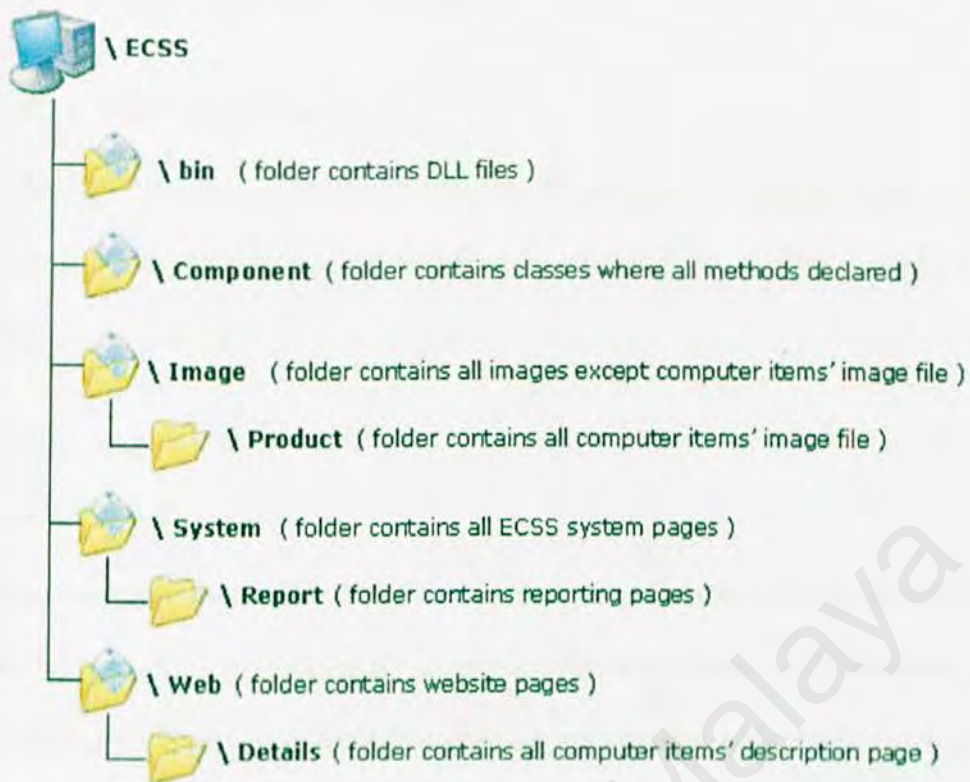 \ ECSS
\ bin ( folder contains DLL files )
\ Component ( folder contains classes where all methods declared )
\ Image ( folder contains all images except computer items' image file )
\ Product ( folder contains all computer items' image file )
\ System ( folder contains all ECSS system pages )
\ Report ( folder contains reporting pages )
\ Web ( folder contains website pages )
\ Details ( folder contains all computer items' description page )
Malaya